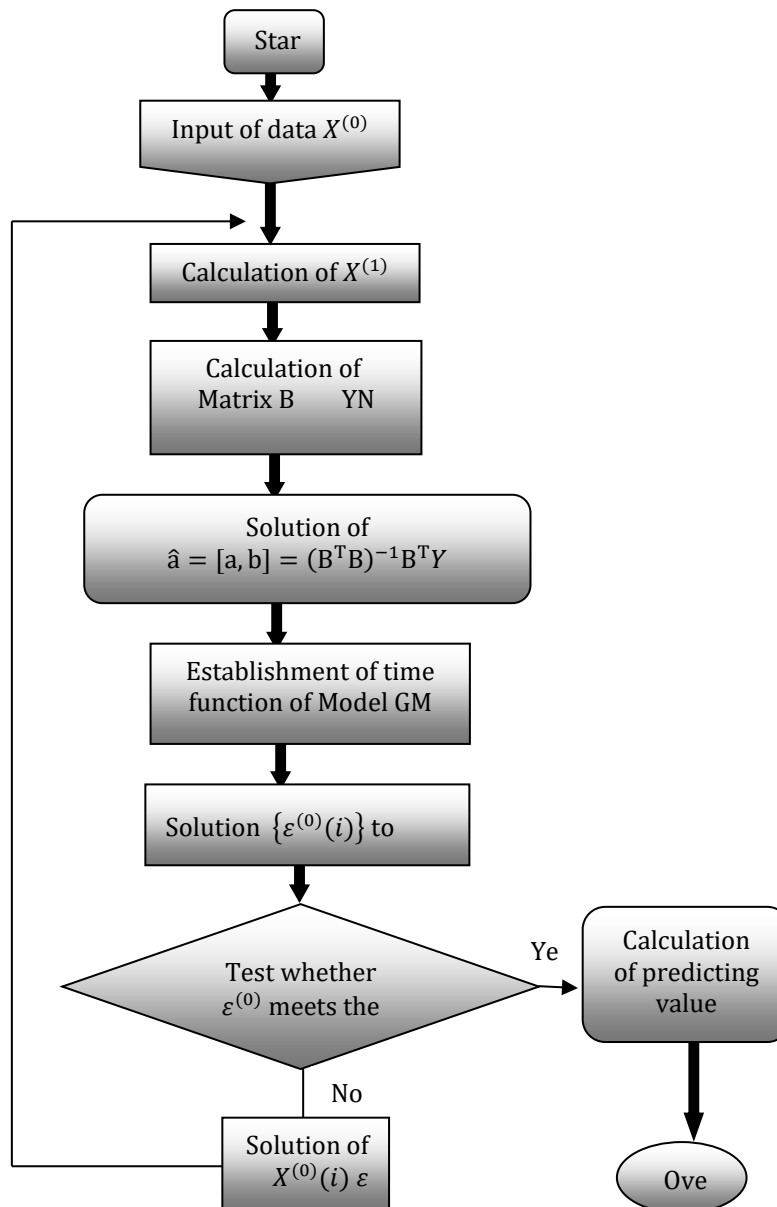 Star
Input of data X⁽⁰⁾
Calculation of X⁽¹⁾
Calculation of
Matrix B YN
Solution of
â = [a, b] = (BᵀB)⁻¹BᵀY
Establishment of time
function of Model GM
Solution {ε⁽⁰⁾(i)} to
Test whether
ε⁽⁰⁾ meets the
Ye
Calculation
of predicting
value
No
Solution of
X⁽⁰⁾(i) ε
Ove